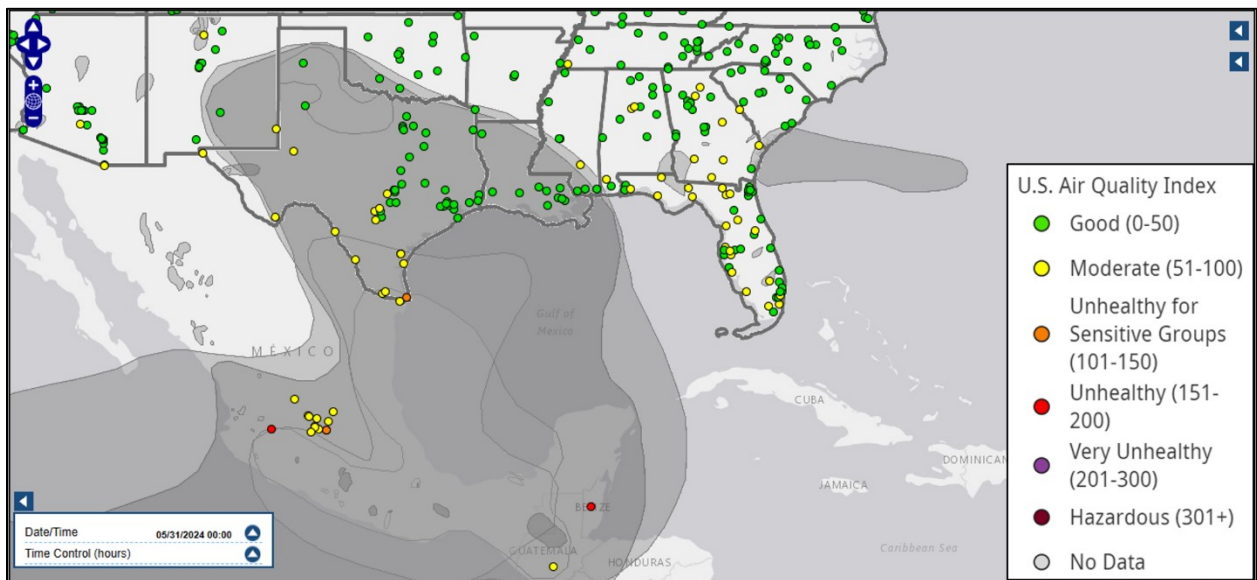 U.S. Air Quality Index
Good (0-50)
Moderate (51-100)
Unhealthy for
Sensitive Groups
(101-150)
Unhealthy (151-
200)
Very Unhealthy
(201-300)
Hazardous (301+)
No Data
Gulf of
Mexico
MÉXICO
CUBA
DOMINICAN
JAMAICA
BELIZE
GUATEMALA
HONDURAS
Caribbean Sea
Date/Time 05/31/2024 00:00
Time Control (hours)